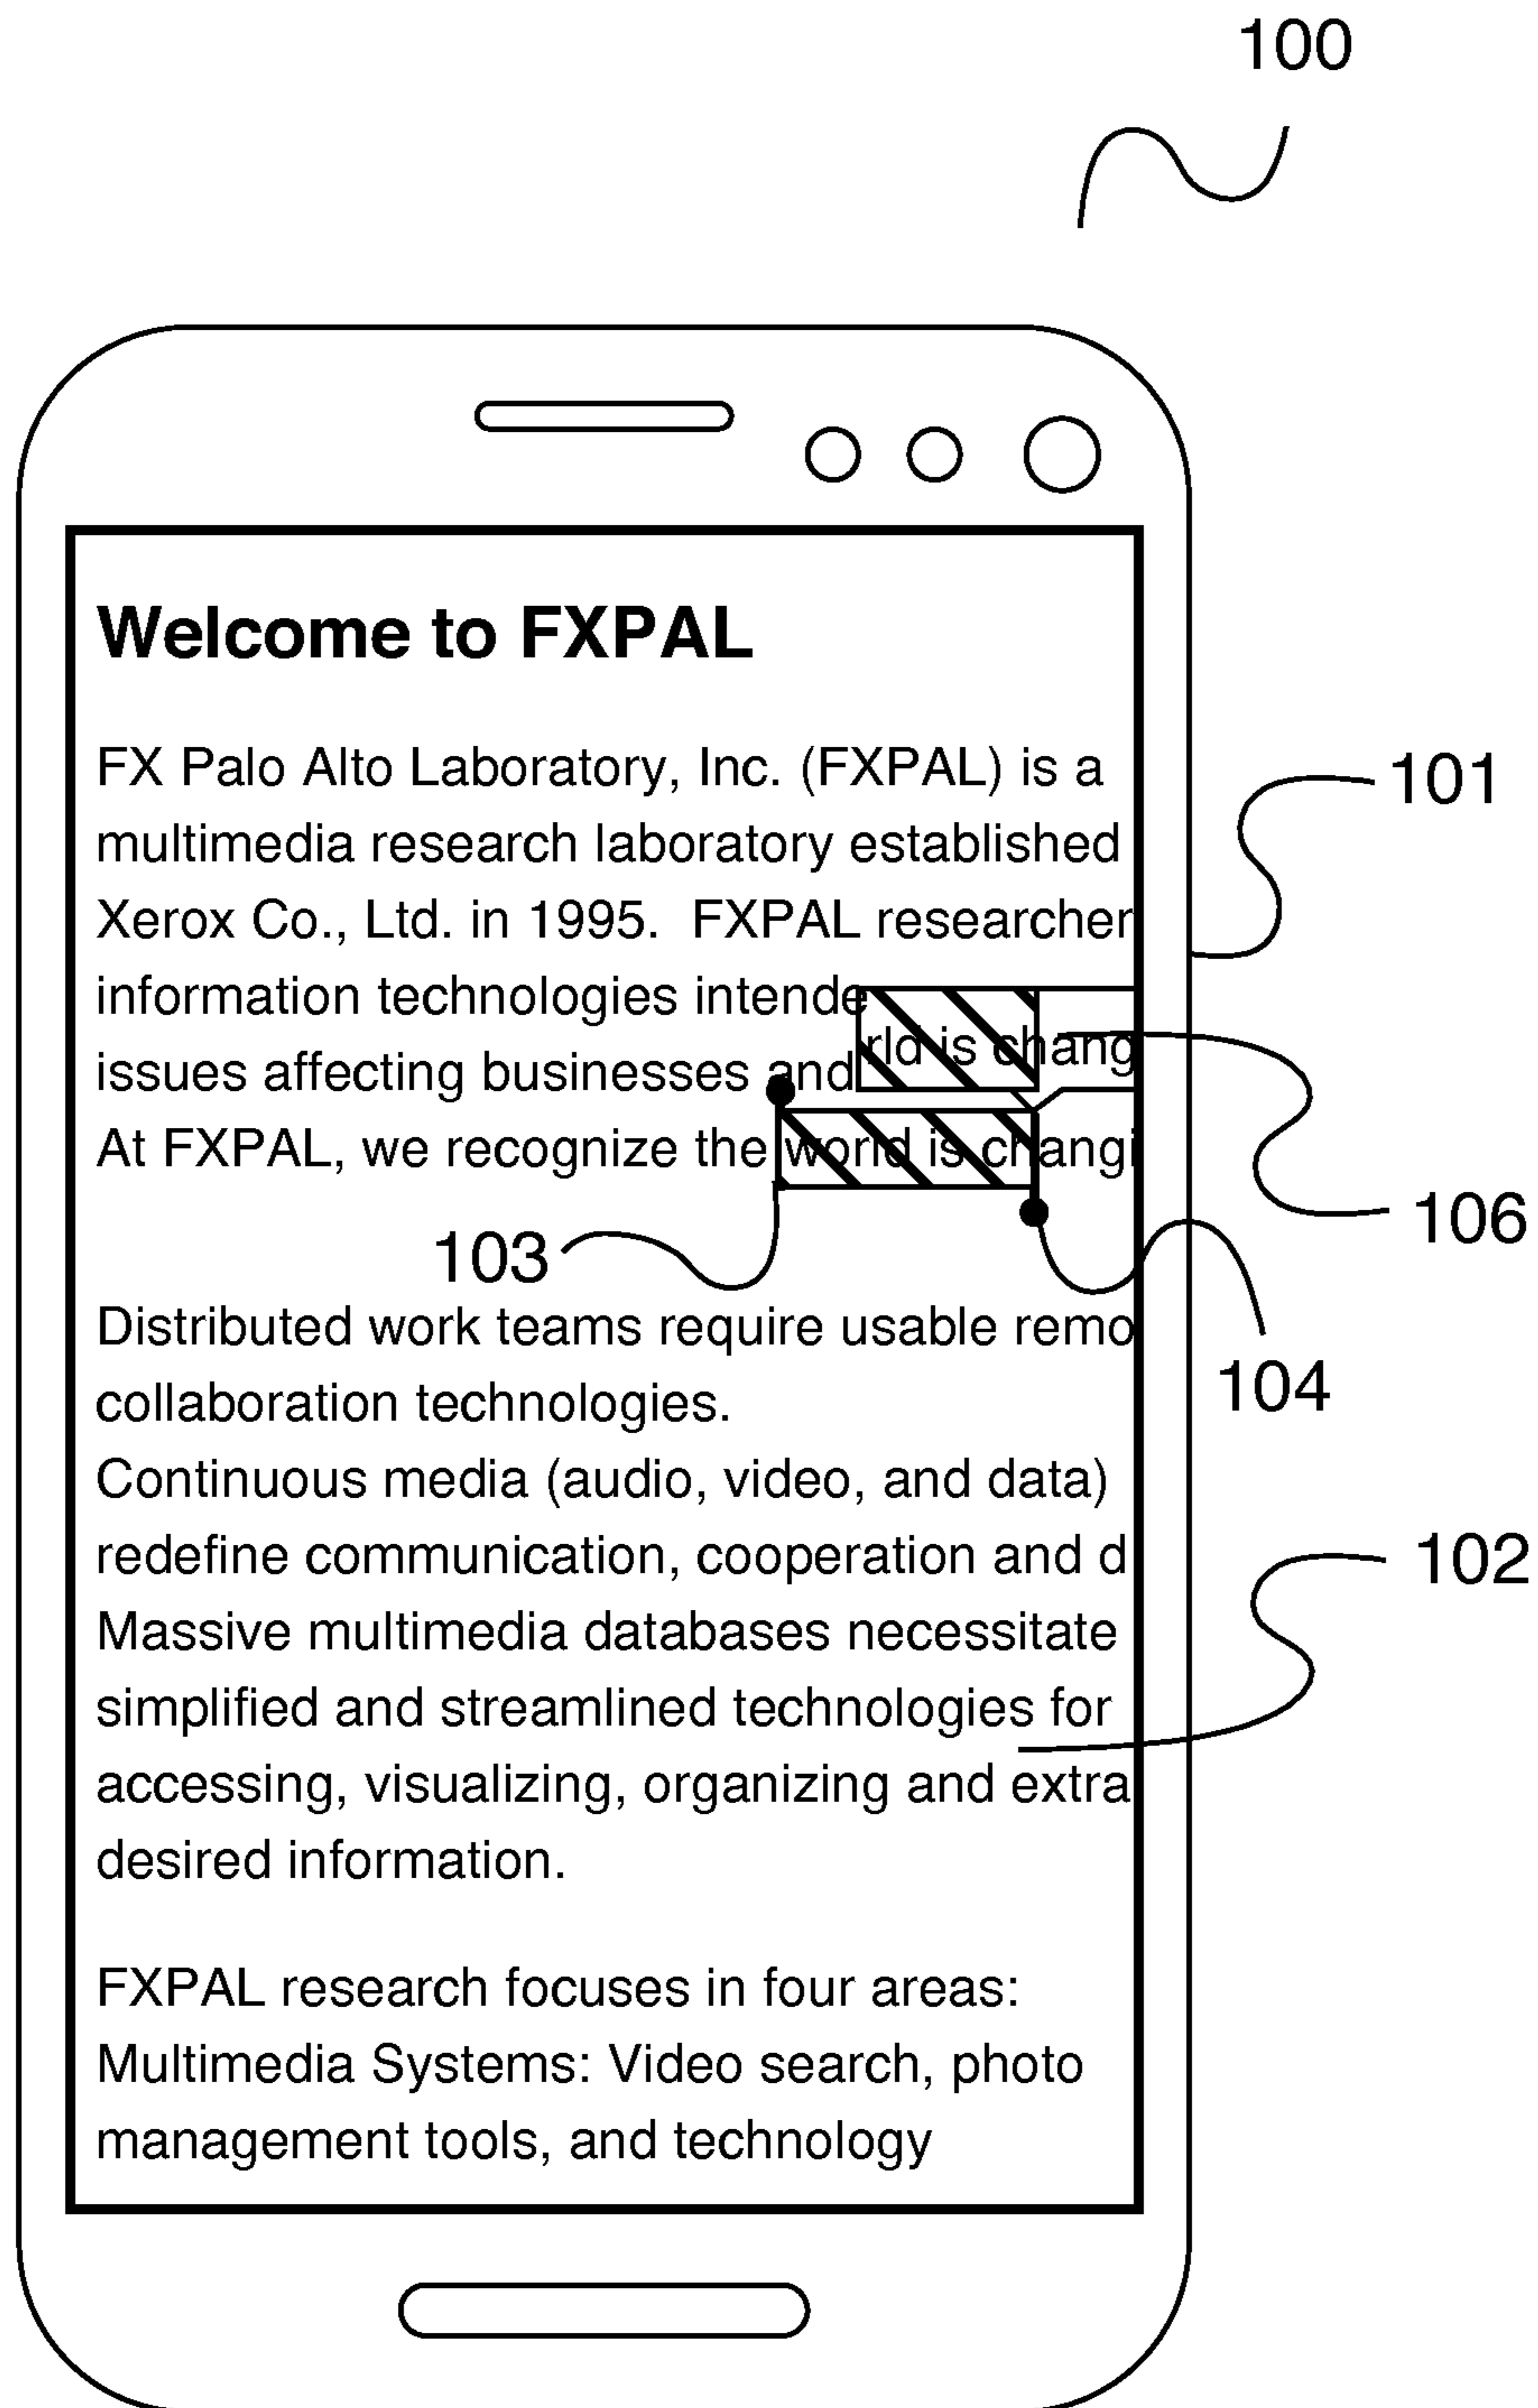 100
Welcome to FXPAL
FX Palo Alto Laboratory, Inc. (FXPAL) is a
101
multimedia research laboratory established
Xerox Co., Ltd. in 1995. FXPAL researcher
information technologies intende
rld is chang
issues affecting businesses and
At FXPAL, we recognize the world is changi
106
103
Distributed work teams require usable remo
104
collaboration technologies.
Continuous media (audio, video, and data)
redefine communication, cooperation and d
102
Massive multimedia databases necessitate
simplified and streamlined technologies for
accessing, visualizing, organizing and extra
desired information.
FXPAL research focuses in four areas:
Multimedia Systems: Video search, photo
management tools, and technology